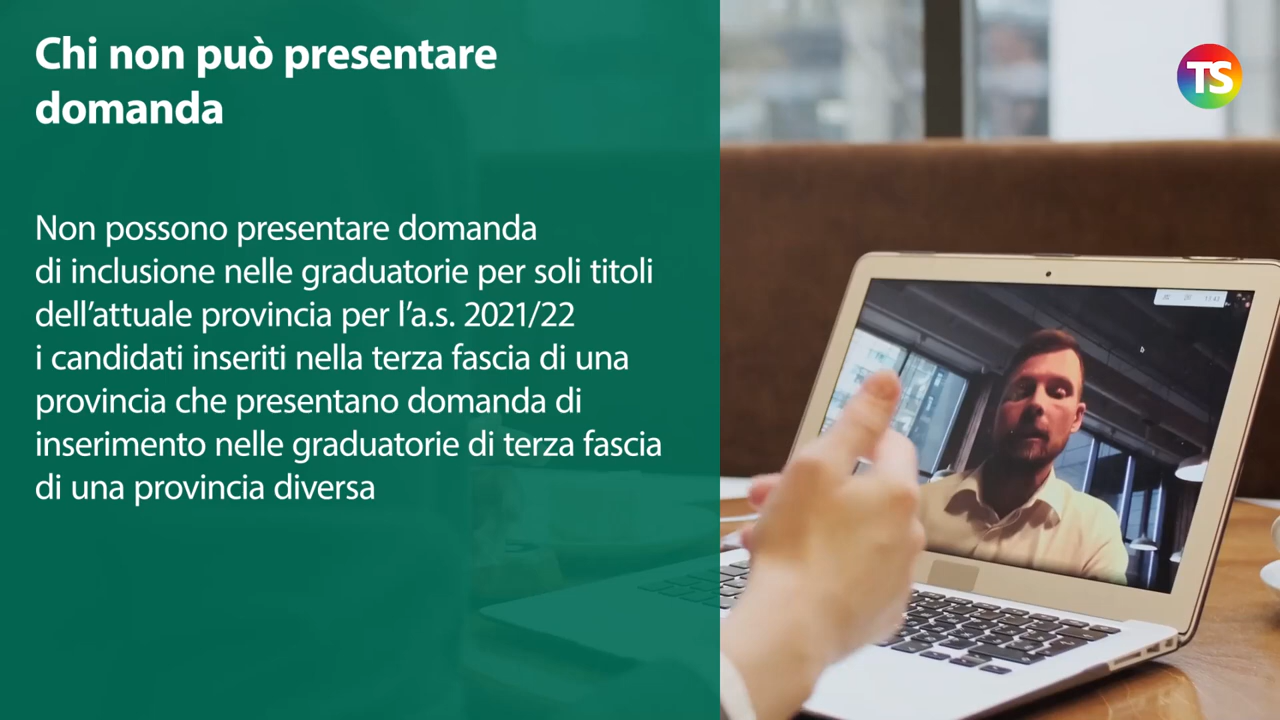 Chi non può presentare
domanda
TS
Non possono presentare domanda
di inclusione nelle graduatorie per soli titoli
dell’attuale provincia per l’a.s. 2021/22
i candidati inseriti nella terza fascia di una
provincia che presentano domanda di
inserimento nelle graduatorie di terza fascia
di una provincia diversa